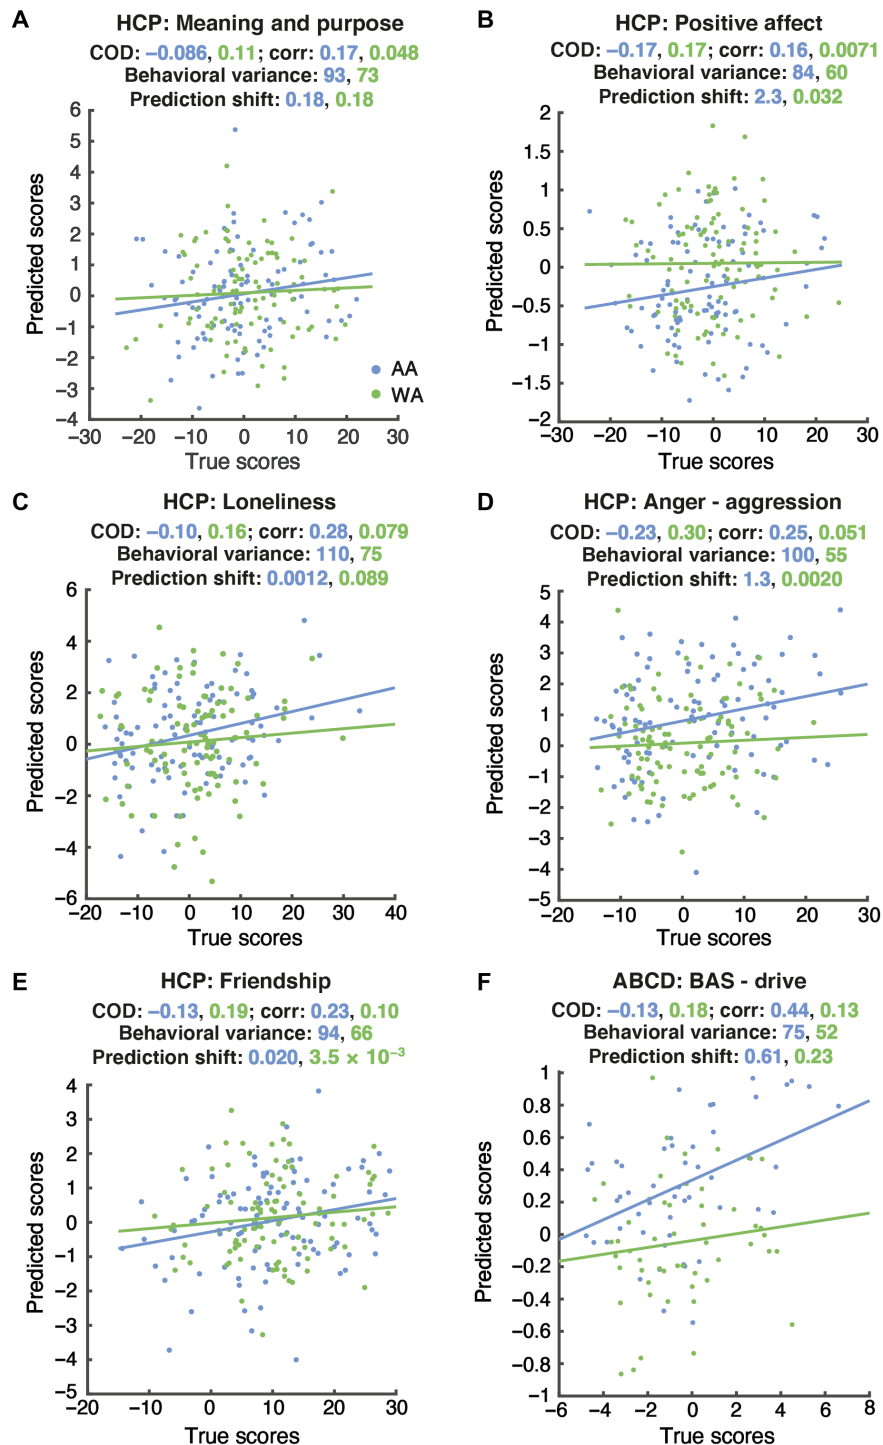 A
HCP: Meaning and purpose
COD: −0.086, 0.11; corr: 0.17, 0.048
Behavioral variance: 93, 73
Prediction shift: 0.18, 0.18
6
5
4
3
2
1
0
−1
−2
−3
−4
Predicted scores
AA
WA
−30 −20 −10 0 10 20 30
True scores
B
HCP: Positive affect
COD: −0.17, 0.17; corr: 0.16, 0.0071
Behavioral variance: 84, 60
Prediction shift: 2.3, 0.032
2
1.5
1
0.5
0
−0.5
−1
−1.5
−2
Predicted scores
−30 −20 −10 0 10 20 30
True scores
C
HCP: Loneliness
COD: −0.10, 0.16; corr: 0.28, 0.079
Behavioral variance: 110, 75
Prediction shift: 0.0012, 0.089
6
4
2
0
−2
−4
−6
Predicted scores
−20 −10 0 10 20 30 40
True scores
D
HCP: Anger - aggression
COD: −0.23, 0.30; corr: 0.25, 0.051
Behavioral variance: 100, 55
Prediction shift: 1.3, 0.0020
5
4
3
2
1
0
−1
−2
−3
−4
−5
Predicted scores
−20 −10 0 10 20 30
True scores
E
HCP: Friendship
COD: −0.13, 0.19; corr: 0.23, 0.10
Behavioral variance: 94, 66
Prediction shift: 0.020, 3.5 × 10⁻³
4
3
2
1
0
−1
−2
−3
−4
−5
Predicted scores
−20 −10 0 10 20 30
True scores
F
ABCD: BAS - drive
COD: −0.13, 0.18; corr: 0.44, 0.13
Behavioral variance: 75, 52
Prediction shift: 0.61, 0.23
1
0.8
0.6
0.4
0.2
0
−0.2
−0.4
−0.6
−0.8
−1
Predicted scores
−6 −4 −2 0 2 4 6 8
True scores